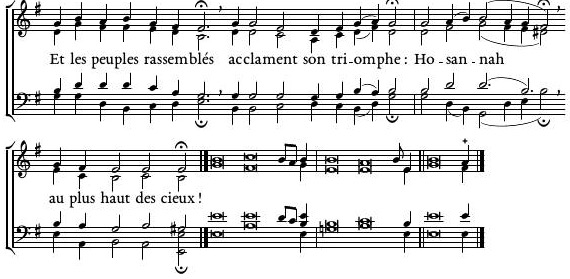 Et les peuples rassemblés acclament son tri-omphe : Ho - san - nah
au plus haut des cieux !